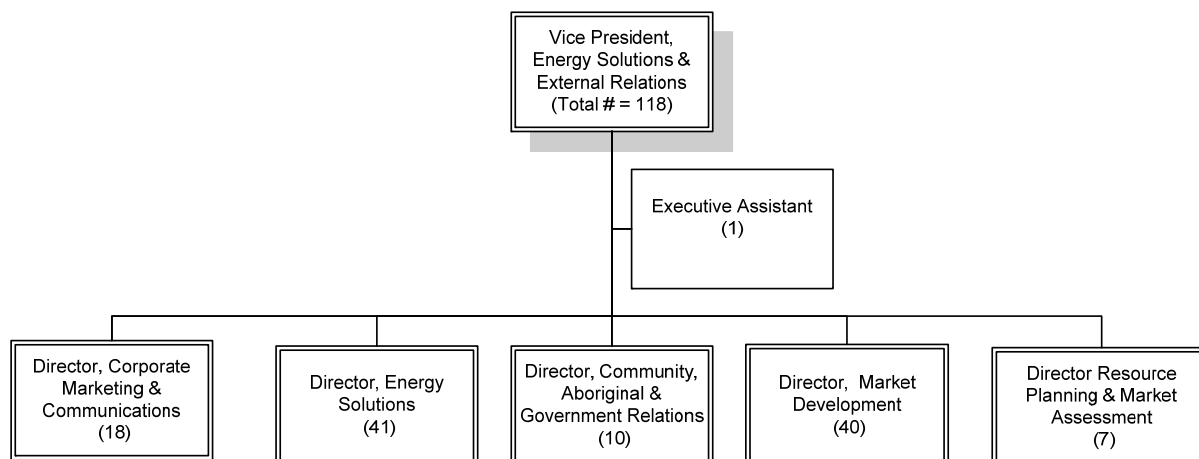 Vice President,
Energy Solutions &
External Relations
(Total # = 118)
Executive Assistant
(1)
Director, Corporate
Marketing &
Communications
(18)
Director, Energy
Solutions
(41)
Director, Community,
Aboriginal &
Government Relations
(10)
Director, Market
Development
(40)
Director Resource
Planning & Market
Assessment
(7)